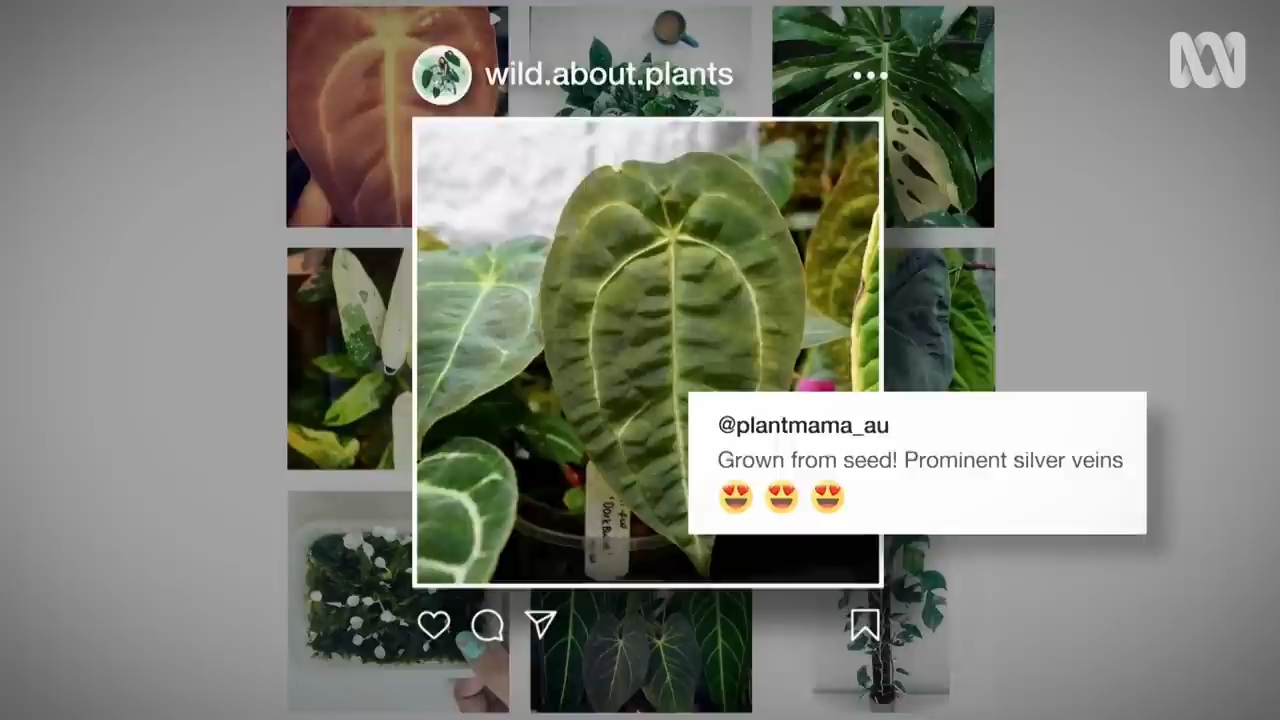 wild.about.plants
@plantmama_au
Grown from seed! Prominent silver veins
😍 😍 😍